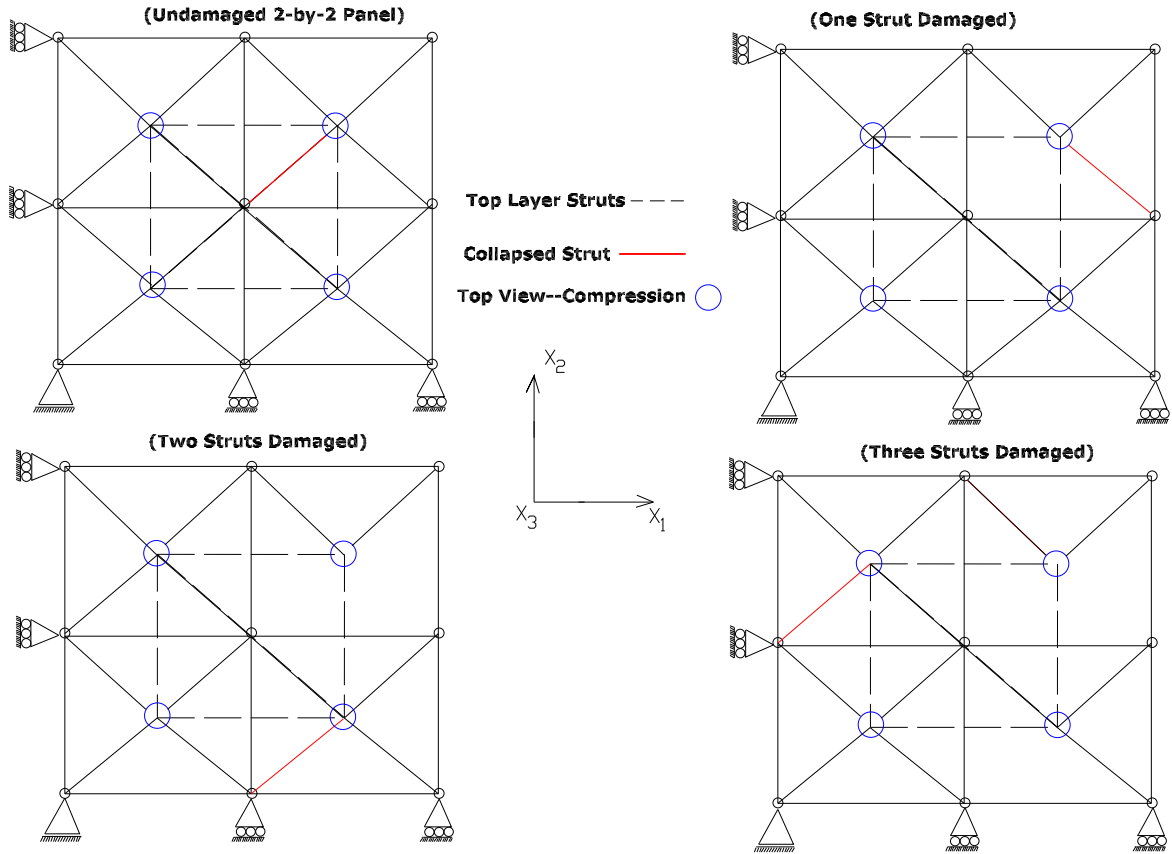 (Undamaged 2-by-2 Panel)
(One Strut Damaged)
Top Layer Struts
Collapsed Strut
Top View--Compression
X2
X3
X1
(Two Struts Damaged)
(Three Struts Damaged)